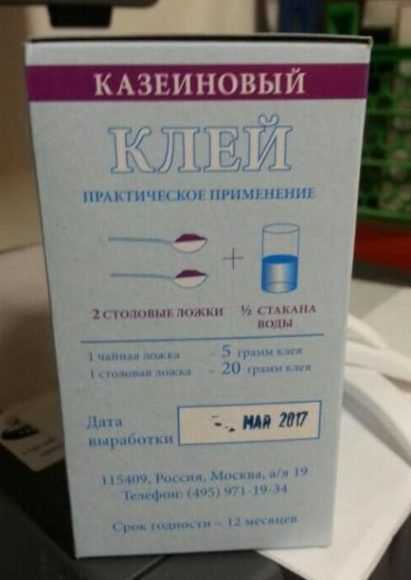 КАЗЕИНОВЫЙ
КЛЕЙ
ПРАКТИЧЕСКОЕ ПРИМЕНЕНИЕ
+
2 СТОЛОВЫЕ ЛОЖКИ
½ СТАКАНА
ВОДЫ
1 чайная ложка - 5 грамм клея
1 столовая ложка - 20 грамм клея
Дата
выработки
МАЙ 2017
115409, Россия, Москва, а/я 19
Телефон: (495) 971-19-34
Срок годности - 12 месяцев